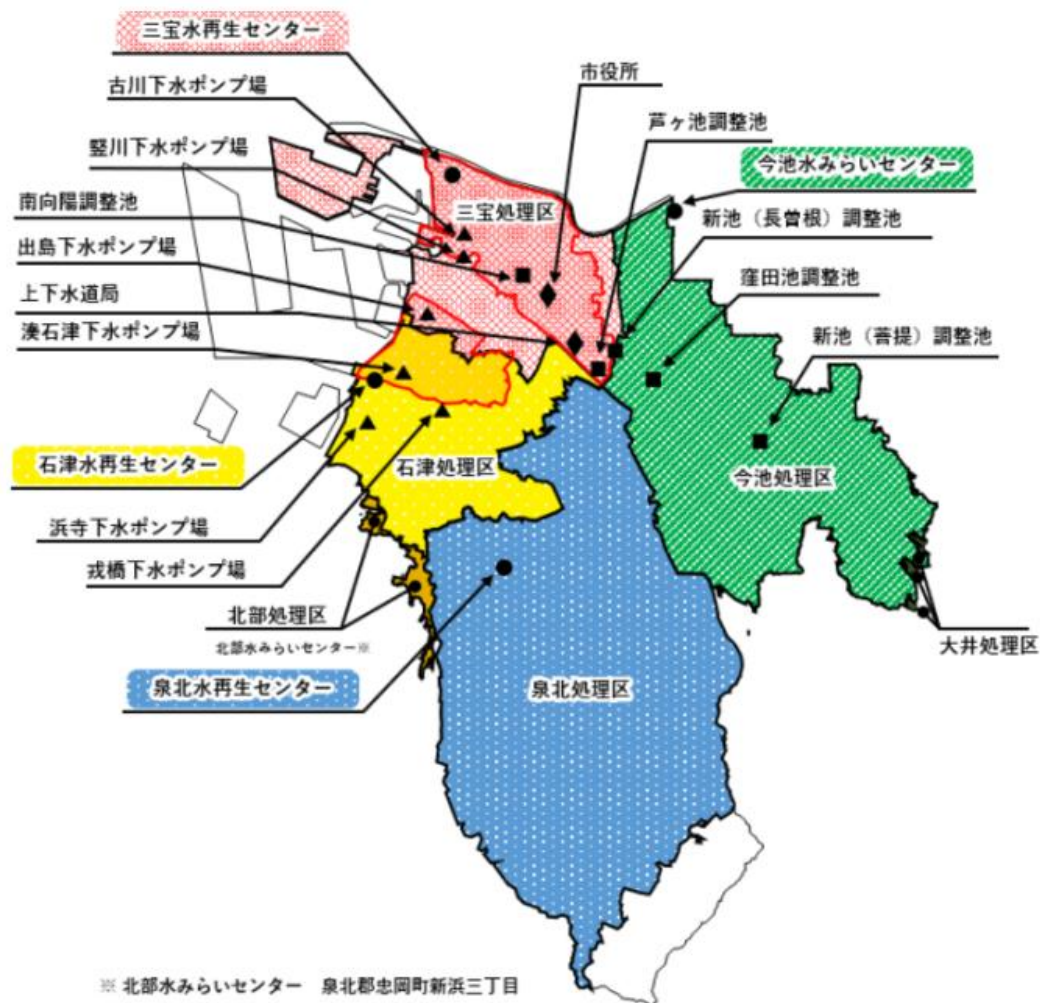 三宝水再生センター
古川下水ポンプ場
竪川下水ポンプ場
南向陽調整池
出島下水ポンプ場
上下水道局
湊石津下水ポンプ場
市役所
芦ヶ池調整池
今池水みらいセンター
新池（長曽根）調整池
窪田池調整池
新池（菩提）調整池
三宝処理区
石津処理区
今池処理区
石津水再生センター
浜寺下水ポンプ場
戎橋下水ポンプ場
北部処理区
北部水みらいセンター※
泉北水再生センター
泉北処理区
大井処理区
※ 北部水みらいセンター　泉北郡忠岡町新浜三丁目